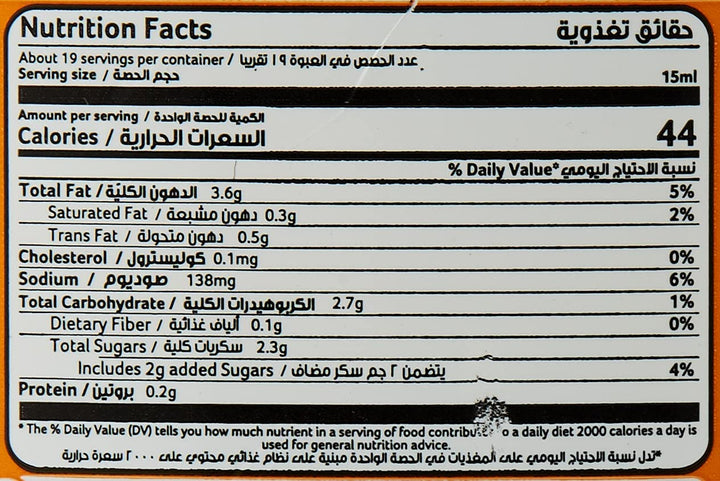 Nutrition Facts حقائق تغذوية
About 19 servings per container / عدد الحصص في العبوة ١٩ تقريبا
Serving size / حجم الحصة 15ml
Amount per serving / الكمية للحصة الواحدة
Calories / السعرات الحرارية 44
% Daily Value* نسبة الاحتياج اليومي
Total Fat / الدهون الكليّة 3.6g 5%
Saturated Fat / دهون مشبعة 0.3g 2%
Trans Fat / دهون متحولة 0.5g
Cholesterol / كوليسترول 0.1mg 0%
Sodium / صوديوم 138mg 6%
Total Carbohydrate / الكربوهيدرات الكلية 2.7g 1%
Dietary Fiber / ألياف غذائية 0.1g 0%
Total Sugars / سكريات كلية 2.3g
Includes 2g added Sugars / يتضمن ٢ جم سكر مضاف 4%
Protein / بروتين 0.2g
* The % Daily Value (DV) tells you how much nutrient in a serving of food contribu o a daily diet 2000 calories a day is
used for general nutrition advice.
*تدل نسبة الاحتياج اليومي على المغذيات في الحصة الواحدة مبنية على نظام غذائي محتوي على ٢٠٠٠ سعرة حرارية